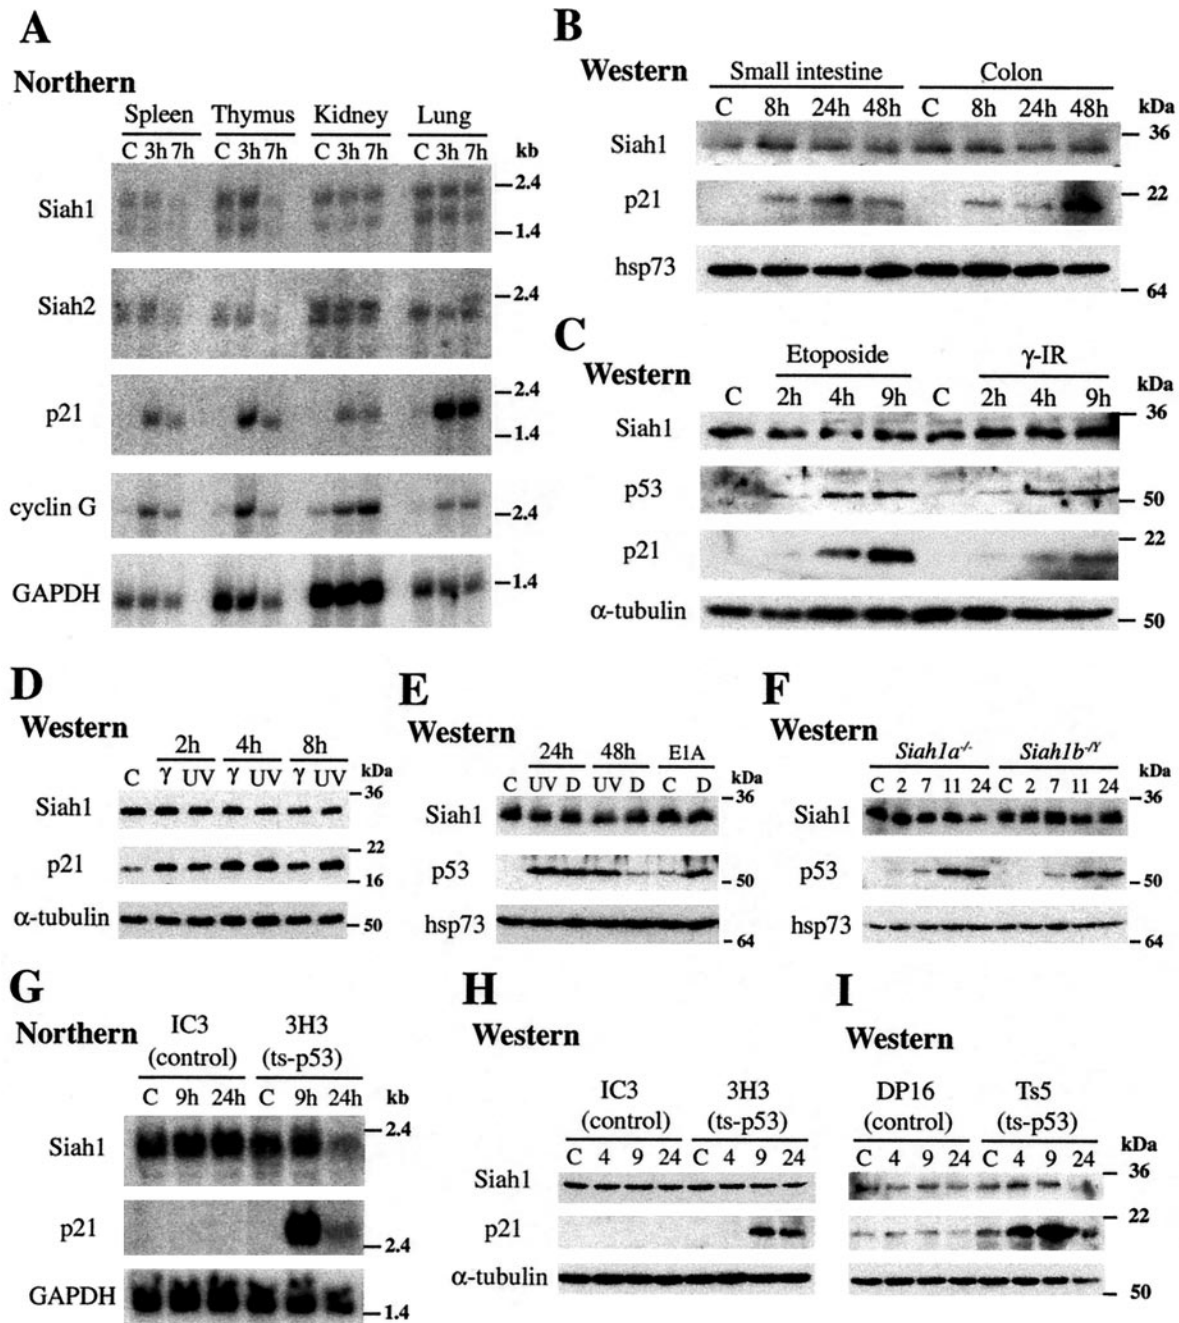 A
Northern
Spleen Thymus Kidney Lung
C 3h 7h C 3h 7h C 3h 7h C 3h 7h kb
Siah1
2.4
1.4
Siah2
2.4
p21
2.4
1.4
cyclin G
2.4
GAPDH
1.4
B
Western
Small intestine Colon
C 8h 24h 48h C 8h 24h 48h kDa
Siah1
36
p21
22
hsp73
64
C
Western
Etoposide γ-IR
C 2h 4h 9h C 2h 4h 9h kDa
Siah1
36
p53
50
p21
22
α-tubulin
50
D
Western
2h 4h 8h
C γ UV γ UV γ UV kDa
Siah1
36
p21
22
16
α-tubulin
50
E
Western
24h 48h E1A
C UV D UV D C D kDa
Siah1
36
p53
50
hsp73
64
F
Western
Siah1a-/- Siah1b-/Y
C 2 7 11 24 C 2 7 11 24 kDa
Siah1
36
p53
50
hsp73
64
G
Northern
IC3 3H3
(control) (ts-p53)
C 9h 24h C 9h 24h kb
Siah1
2.4
p21
2.4
GAPDH
1.4
H
Western
IC3 3H3
(control) (ts-p53)
C 4 9 24 C 4 9 24
Siah1
p21
α-tubulin
I
Western
DP16 Ts5
(control) (ts-p53)
C 4 9 24 C 4 9 24 kDa
36
22
50